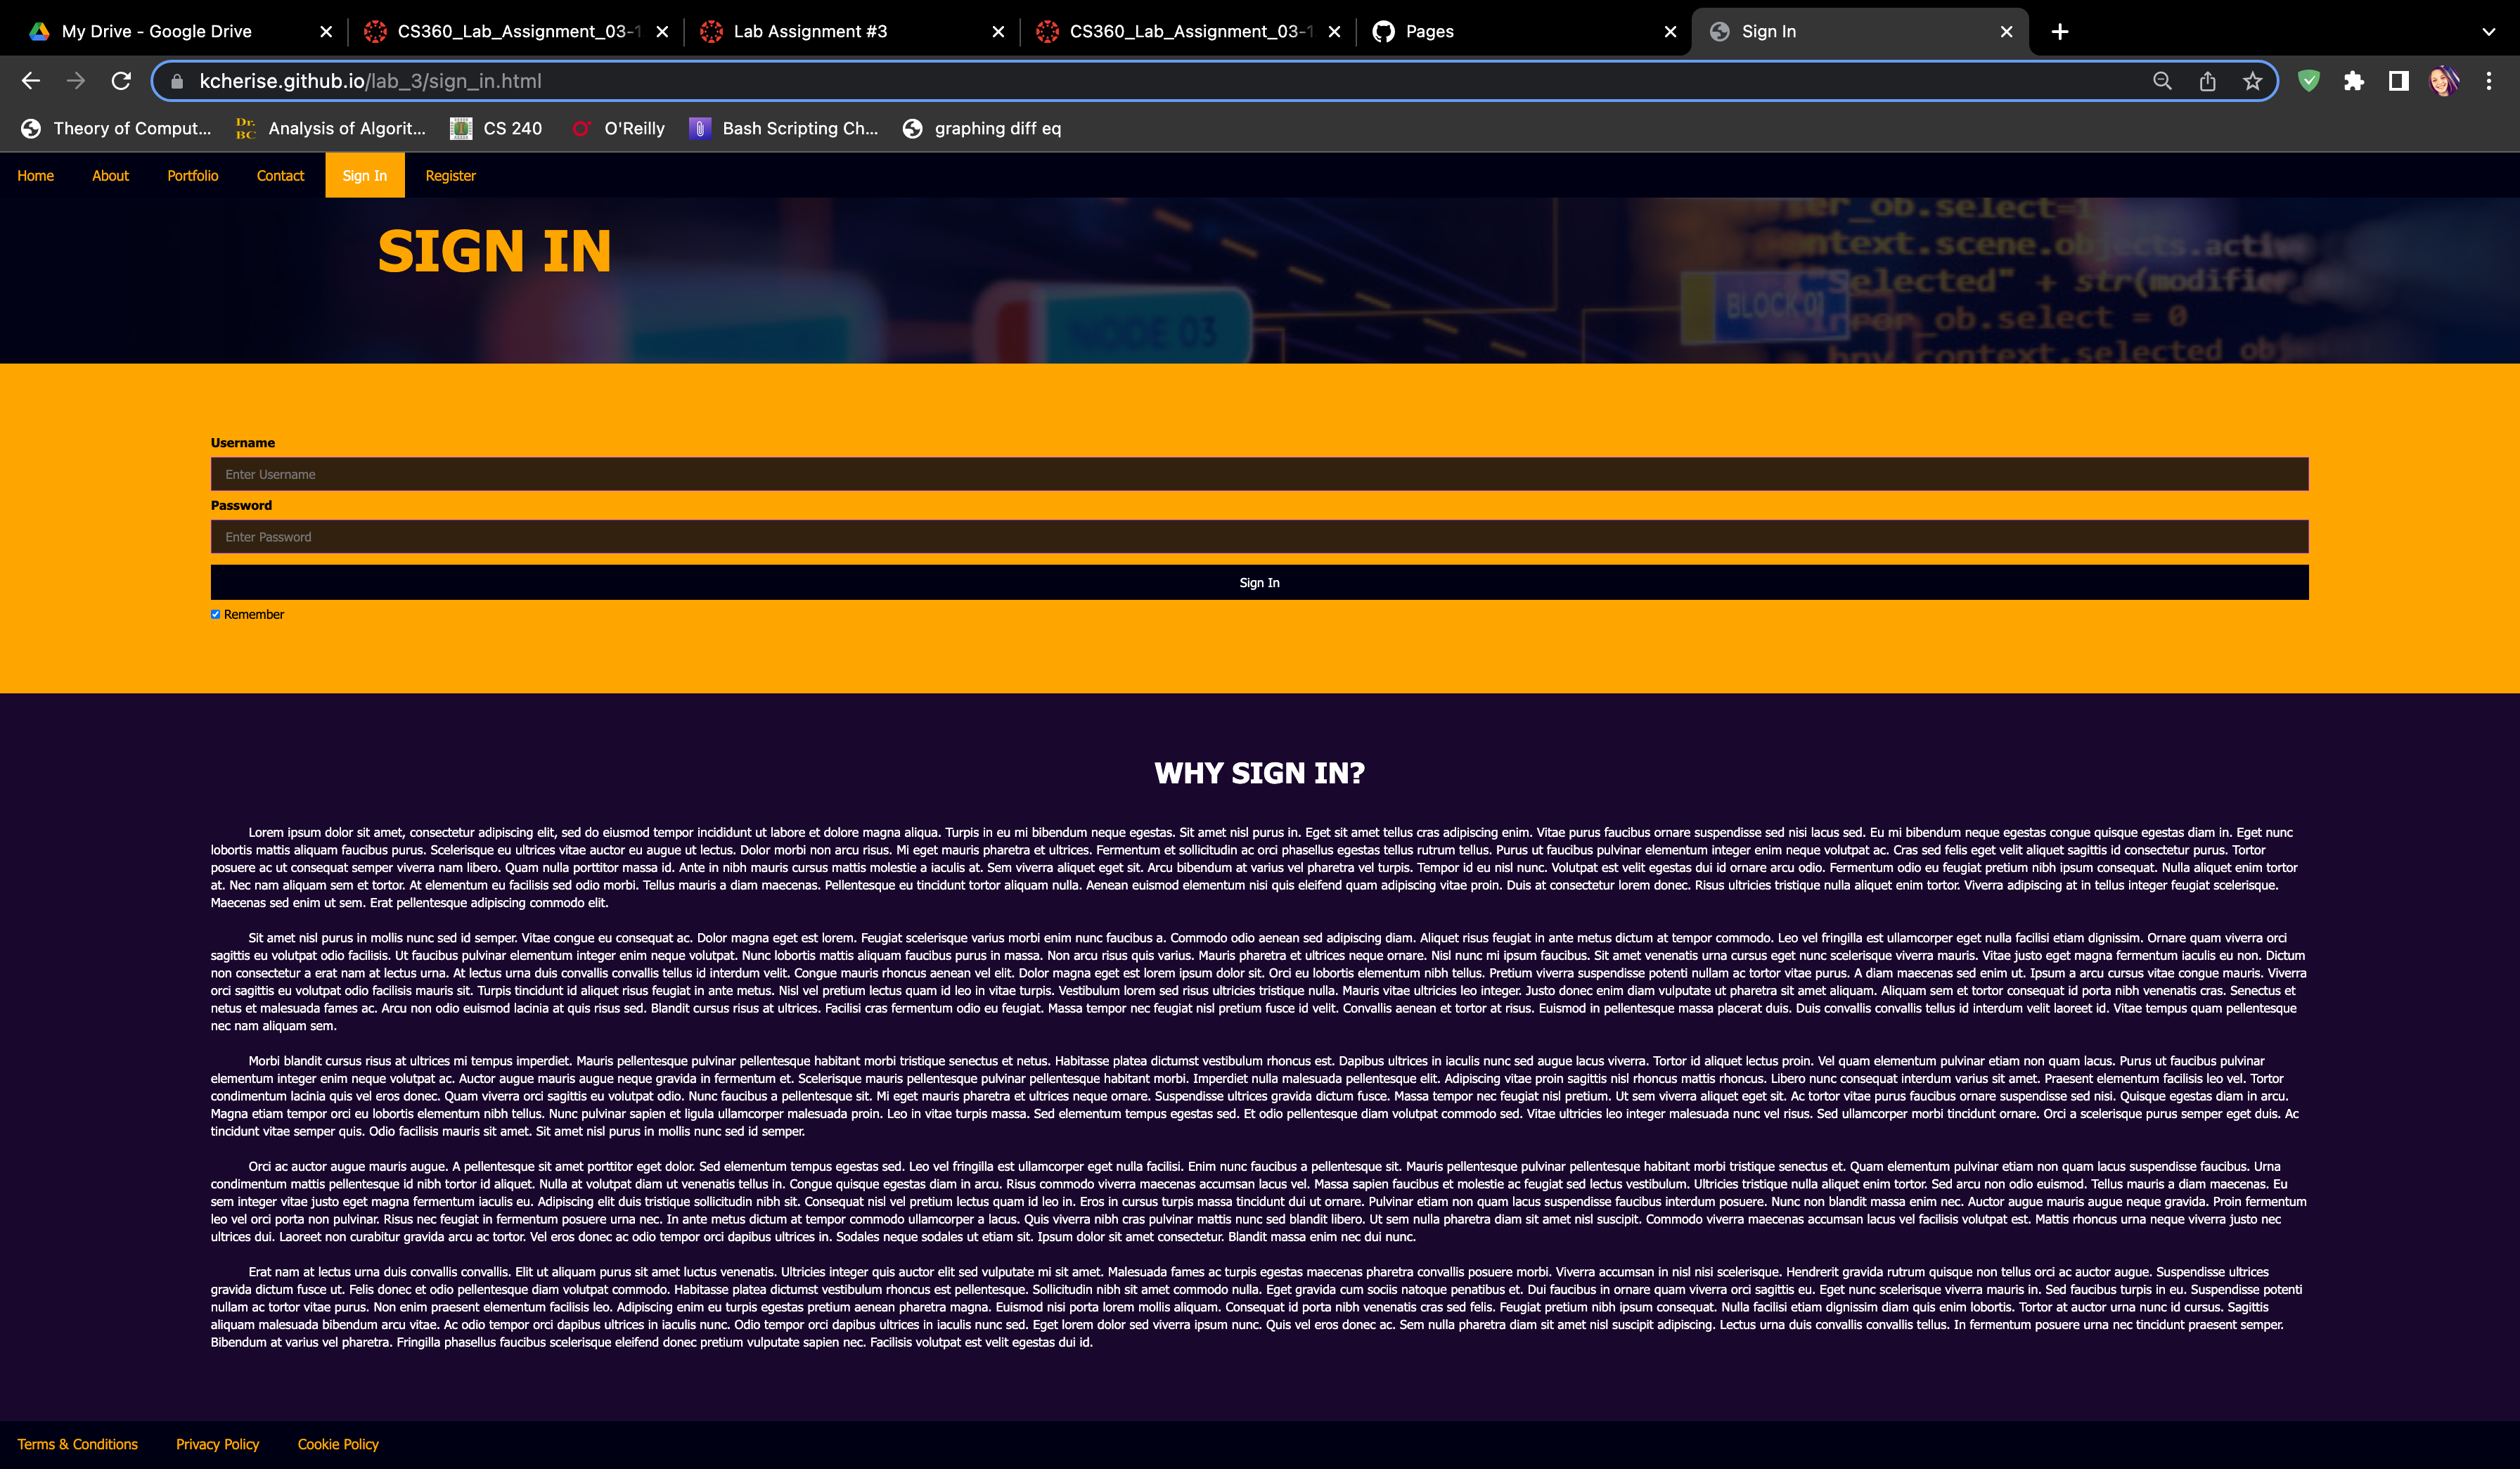 My Drive - Google Drive
CS360_Lab_Assignment_03-1
Lab Assignment #3
CS360_Lab_Assignment_03-1
Pages
Sign In
kcherise.github.io/lab_3/sign_in.html
Theory of Comput...
Dr. BC
Analysis of Algorit...
CS 240
O'Reilly
Bash Scripting Ch...
graphing diff eq
Home
About
Portfolio
Contact
Sign In
Register
SIGN IN
er_ob.select=1
ntext.scene.objects.active
"Selected" + str(modifier
BLOCK 01
NODE 03
rror_ob.select = 0
bpy.context.selected_obj
Username
Enter Username
Password
Enter Password
Sign In
Remember
WHY SIGN IN?
Lorem ipsum dolor sit amet, consectetur adipiscing elit, sed do eiusmod tempor incididunt ut labore et dolore magna aliqua. Turpis in eu mi bibendum neque egestas. Sit amet nisl purus in. Eget sit amet tellus cras adipiscing enim. Vitae purus faucibus ornare suspendisse sed nisi lacus sed. Eu mi bibendum neque egestas congue quisque egestas diam in. Eget nunc
lobortis mattis aliquam faucibus purus. Scelerisque eu ultrices vitae auctor eu augue ut lectus. Dolor morbi non arcu risus. Mi eget mauris pharetra et ultrices. Fermentum et sollicitudin ac orci phasellus egestas tellus rutrum tellus. Purus ut faucibus pulvinar elementum integer enim neque volutpat ac. Cras sed felis eget velit aliquet sagittis id consectetur purus. Tortor
posuere ac ut consequat semper viverra nam libero. Quam nulla porttitor massa id. Ante in nibh mauris cursus mattis molestie a iaculis at. Sem viverra aliquet eget sit. Arcu bibendum at varius vel pharetra vel turpis. Tempor id eu nisl nunc. Volutpat est velit egestas dui id ornare arcu odio. Fermentum odio eu feugiat pretium nibh ipsum consequat. Nulla aliquet enim tortor
at. Nec nam aliquam sem et tortor. At elementum eu facilisis sed odio morbi. Tellus mauris a diam maecenas. Pellentesque eu tincidunt tortor aliquam nulla. Aenean euismod elementum nisi quis eleifend quam adipiscing vitae proin. Duis at consectetur lorem donec. Risus ultricies tristique nulla aliquet enim tortor. Viverra adipiscing at in tellus integer feugiat scelerisque.
Maecenas sed enim ut sem. Erat pellentesque adipiscing commodo elit.
Sit amet nisl purus in mollis nunc sed id semper. Vitae congue eu consequat ac. Dolor magna eget est lorem. Feugiat scelerisque varius morbi enim nunc faucibus a. Commodo odio aenean sed adipiscing diam. Aliquet risus feugiat in ante metus dictum at tempor commodo. Leo vel fringilla est ullamcorper eget nulla facilisi etiam dignissim. Ornare quam viverra orci
sagittis eu volutpat odio facilisis. Ut faucibus pulvinar elementum integer enim neque volutpat. Nunc lobortis mattis aliquam faucibus purus in massa. Non arcu risus quis varius. Mauris pharetra et ultrices neque ornare. Nisl nunc mi ipsum faucibus. Sit amet venenatis urna cursus eget nunc scelerisque viverra mauris. Vitae justo eget magna fermentum iaculis eu non. Dictum
non consectetur a erat nam at lectus urna. At lectus urna duis convallis convallis tellus id interdum velit. Congue mauris rhoncus aenean vel elit. Dolor magna eget est lorem ipsum dolor sit. Orci eu lobortis elementum nibh tellus. Pretium viverra suspendisse potenti nullam ac tortor vitae purus. A diam maecenas sed enim ut. Ipsum a arcu cursus vitae congue mauris. Viverra
orci sagittis eu volutpat odio facilisis mauris sit. Turpis tincidunt id aliquet risus feugiat in ante metus. Nisl vel pretium lectus quam id leo in vitae turpis. Vestibulum lorem sed risus ultricies tristique nulla. Mauris vitae ultricies leo integer. Justo donec enim diam vulputate ut pharetra sit amet aliquam. Aliquam sem et tortor consequat id porta nibh venenatis cras. Senectus et
netus et malesuada fames ac. Arcu non odio euismod lacinia at quis risus sed. Blandit cursus risus at ultrices. Facilisi cras fermentum odio eu feugiat. Massa tempor nec feugiat nisl pretium fusce id velit. Convallis aenean et tortor at risus. Euismod in pellentesque massa placerat duis. Duis convallis convallis tellus id interdum velit laoreet id. Vitae tempus quam pellentesque
nec nam aliquam sem.
Morbi blandit cursus risus at ultrices mi tempus imperdiet. Mauris pellentesque pulvinar pellentesque habitant morbi tristique senectus et netus. Habitasse platea dictumst vestibulum rhoncus est. Dapibus ultrices in iaculis nunc sed augue lacus viverra. Tortor id aliquet lectus proin. Vel quam elementum pulvinar etiam non quam lacus. Purus ut faucibus pulvinar
elementum integer enim neque volutpat ac. Auctor augue mauris augue neque gravida in fermentum et. Scelerisque mauris pellentesque pulvinar pellentesque habitant morbi. Imperdiet nulla malesuada pellentesque elit. Adipiscing vitae proin sagittis nisl rhoncus mattis rhoncus. Libero nunc consequat interdum varius sit amet. Praesent elementum facilisis leo vel. Tortor
condimentum lacinia quis vel eros donec. Quam viverra orci sagittis eu volutpat odio. Nunc faucibus a pellentesque sit. Mi eget mauris pharetra et ultrices neque ornare. Suspendisse ultrices gravida dictum fusce. Massa tempor nec feugiat nisl pretium. Ut sem viverra aliquet eget sit. Ac tortor vitae purus faucibus ornare suspendisse sed nisi. Quisque egestas diam in arcu.
Magna etiam tempor orci eu lobortis elementum nibh tellus. Nunc pulvinar sapien et ligula ullamcorper malesuada proin. Leo in vitae turpis massa. Sed elementum tempus egestas sed. Et odio pellentesque diam volutpat commodo sed. Vitae ultricies leo integer malesuada nunc vel risus. Sed ullamcorper morbi tincidunt ornare. Orci a scelerisque purus semper eget duis. Ac
tincidunt vitae semper quis. Odio facilisis mauris sit amet. Sit amet nisl purus in mollis nunc sed id semper.
Orci ac auctor augue mauris augue. A pellentesque sit amet porttitor eget dolor. Sed elementum tempus egestas sed. Leo vel fringilla est ullamcorper eget nulla facilisi. Enim nunc faucibus a pellentesque sit. Mauris pellentesque pulvinar pellentesque habitant morbi tristique senectus et. Quam elementum pulvinar etiam non quam lacus suspendisse faucibus. Urna
condimentum mattis pellentesque id nibh tortor id aliquet. Nulla at volutpat diam ut venenatis tellus in. Congue quisque egestas diam in arcu. Risus commodo viverra maecenas accumsan lacus vel. Massa sapien faucibus et molestie ac feugiat sed lectus vestibulum. Ultricies tristique nulla aliquet enim tortor. Sed arcu non odio euismod. Tellus mauris a diam maecenas. Eu
sem integer vitae justo eget magna fermentum iaculis eu. Adipiscing elit duis tristique sollicitudin nibh sit. Consequat nisl vel pretium lectus quam id leo in. Eros in cursus turpis massa tincidunt dui ut ornare. Pulvinar etiam non quam lacus suspendisse faucibus interdum posuere. Nunc non blandit massa enim nec. Auctor augue mauris augue neque gravida. Proin fermentum
leo vel orci porta non pulvinar. Risus nec feugiat in fermentum posuere urna nec. In ante metus dictum at tempor commodo ullamcorper a lacus. Quis viverra nibh cras pulvinar mattis nunc sed blandit libero. Ut sem nulla pharetra diam sit amet nisl suscipit. Commodo viverra maecenas accumsan lacus vel facilisis volutpat est. Mattis rhoncus urna neque viverra justo nec
ultrices dui. Laoreet non curabitur gravida arcu ac tortor. Vel eros donec ac odio tempor orci dapibus ultrices in. Sodales neque sodales ut etiam sit. Ipsum dolor sit amet consectetur. Blandit massa enim nec dui nunc.
Erat nam at lectus urna duis convallis convallis. Elit ut aliquam purus sit amet luctus venenatis. Ultricies integer quis auctor elit sed vulputate mi sit amet. Malesuada fames ac turpis egestas maecenas pharetra convallis posuere morbi. Viverra accumsan in nisl nisi scelerisque. Hendrerit gravida rutrum quisque non tellus orci ac auctor augue. Suspendisse ultrices
gravida dictum fusce ut. Felis donec et odio pellentesque diam volutpat commodo. Habitasse platea dictumst vestibulum rhoncus est pellentesque. Sollicitudin nibh sit amet commodo nulla. Eget gravida cum sociis natoque penatibus et. Dui faucibus in ornare quam viverra orci sagittis eu. Eget nunc scelerisque viverra mauris in. Sed faucibus turpis in eu. Suspendisse potenti
nullam ac tortor vitae purus. Non enim praesent elementum facilisis leo. Adipiscing enim eu turpis egestas pretium aenean pharetra magna. Euismod nisi porta lorem mollis aliquam. Consequat id porta nibh venenatis cras sed felis. Feugiat pretium nibh ipsum consequat. Nulla facilisi etiam dignissim diam quis enim lobortis. Tortor at auctor urna nunc id cursus. Sagittis
aliquam malesuada bibendum arcu vitae. Ac odio tempor orci dapibus ultrices in iaculis nunc. Odio tempor orci dapibus ultrices in iaculis nunc sed. Eget lorem dolor sed viverra ipsum nunc. Quis vel eros donec ac. Sem nulla pharetra diam sit amet nisl suscipit adipiscing. Lectus urna duis convallis convallis tellus. In fermentum posuere urna nec tincidunt praesent semper.
Bibendum at varius vel pharetra. Fringilla phasellus faucibus scelerisque eleifend donec pretium vulputate sapien nec. Facilisis volutpat est velit egestas dui id.
Terms & Conditions
Privacy Policy
Cookie Policy